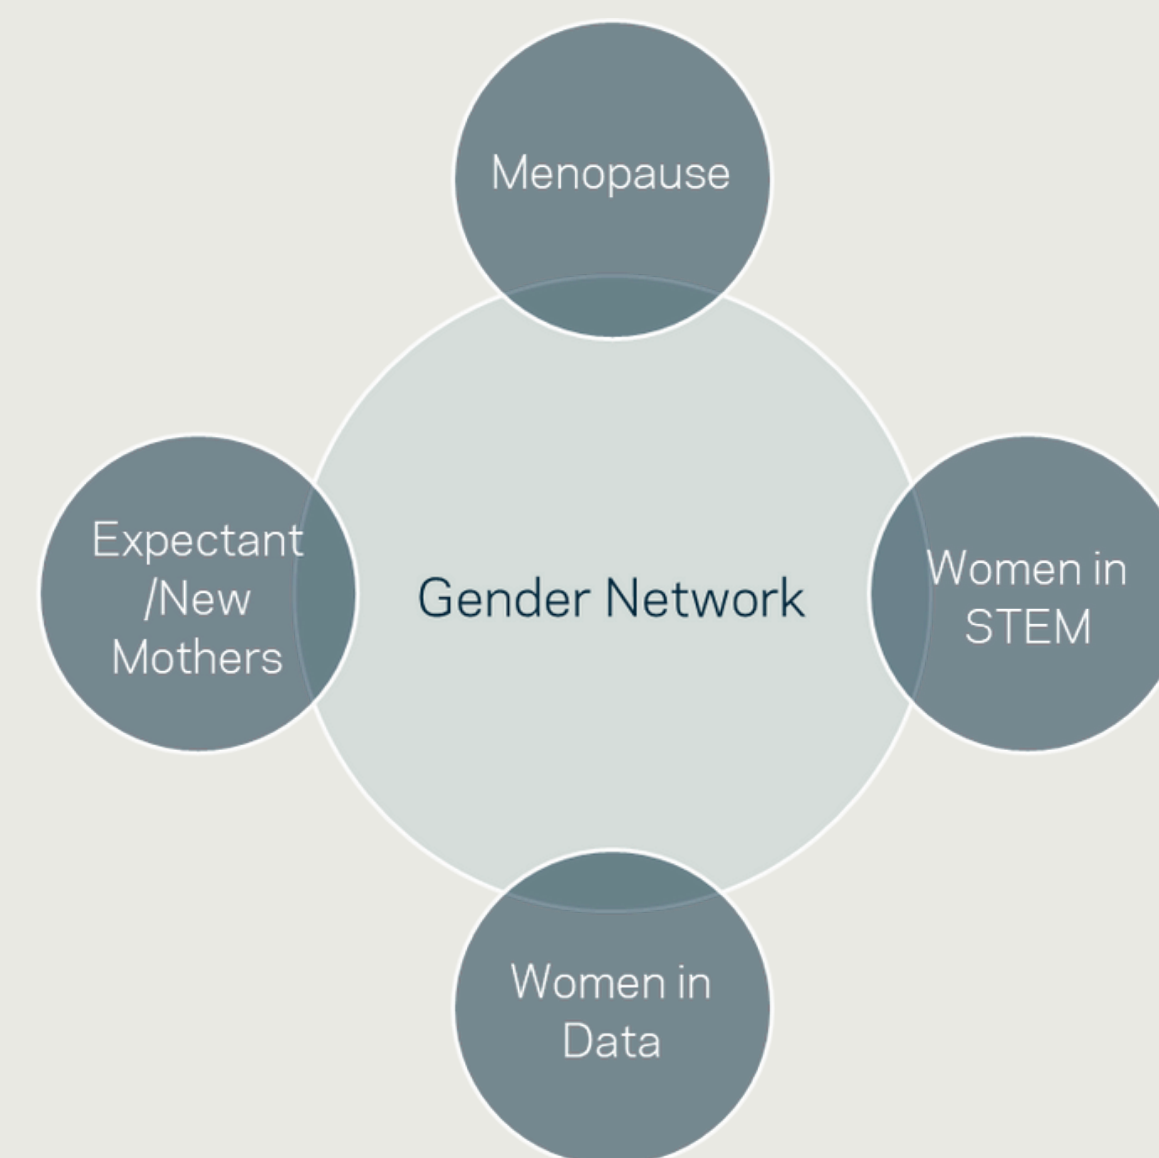 Menopause
Expectant
/New
Mothers
Gender Network
Women in
STEM
Women in
Data